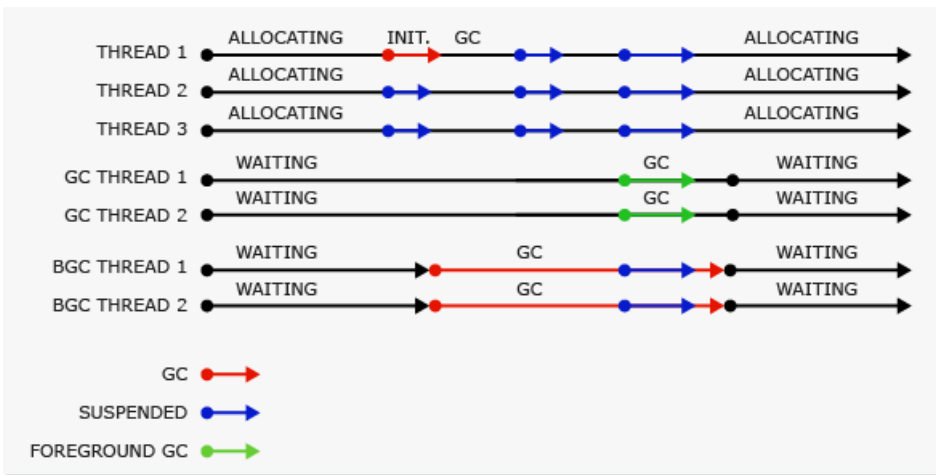 ALLOCATING INIT. GC ALLOCATING
THREAD 1
ALLOCATING ALLOCATING
THREAD 2
ALLOCATING ALLOCATING
THREAD 3
WAITING GC WAITING
GC THREAD 1
WAITING GC WAITING
GC THREAD 2
WAITING GC WAITING
BGC THREAD 1
WAITING GC WAITING
BGC THREAD 2
GC
SUSPENDED
FOREGROUND GC